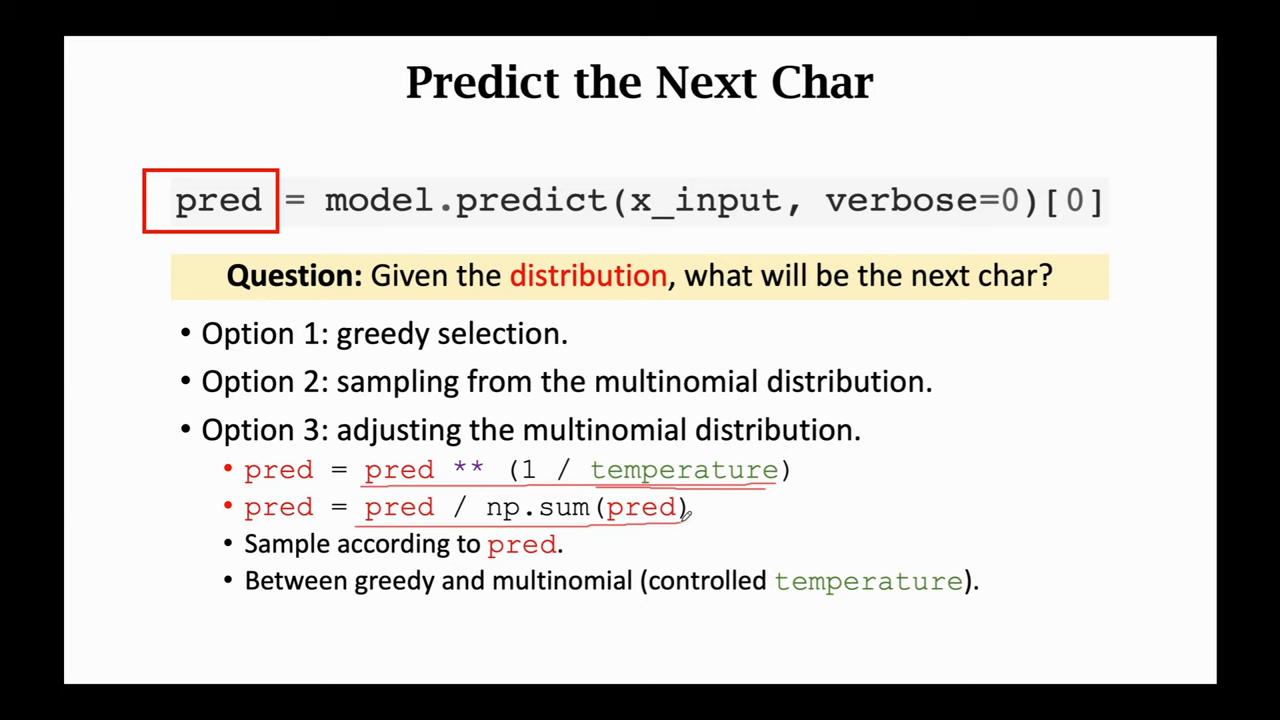 Predict the Next Char
pred = model.predict(x_input, verbose=0)[0]
Question: Given the distribution, what will be the next char?
• Option 1: greedy selection.
• Option 2: sampling from the multinomial distribution.
• Option 3: adjusting the multinomial distribution.
• pred = pred ** (1 / temperature)
• pred = pred / np.sum(pred)
• Sample according to pred.
• Between greedy and multinomial (controlled temperature).